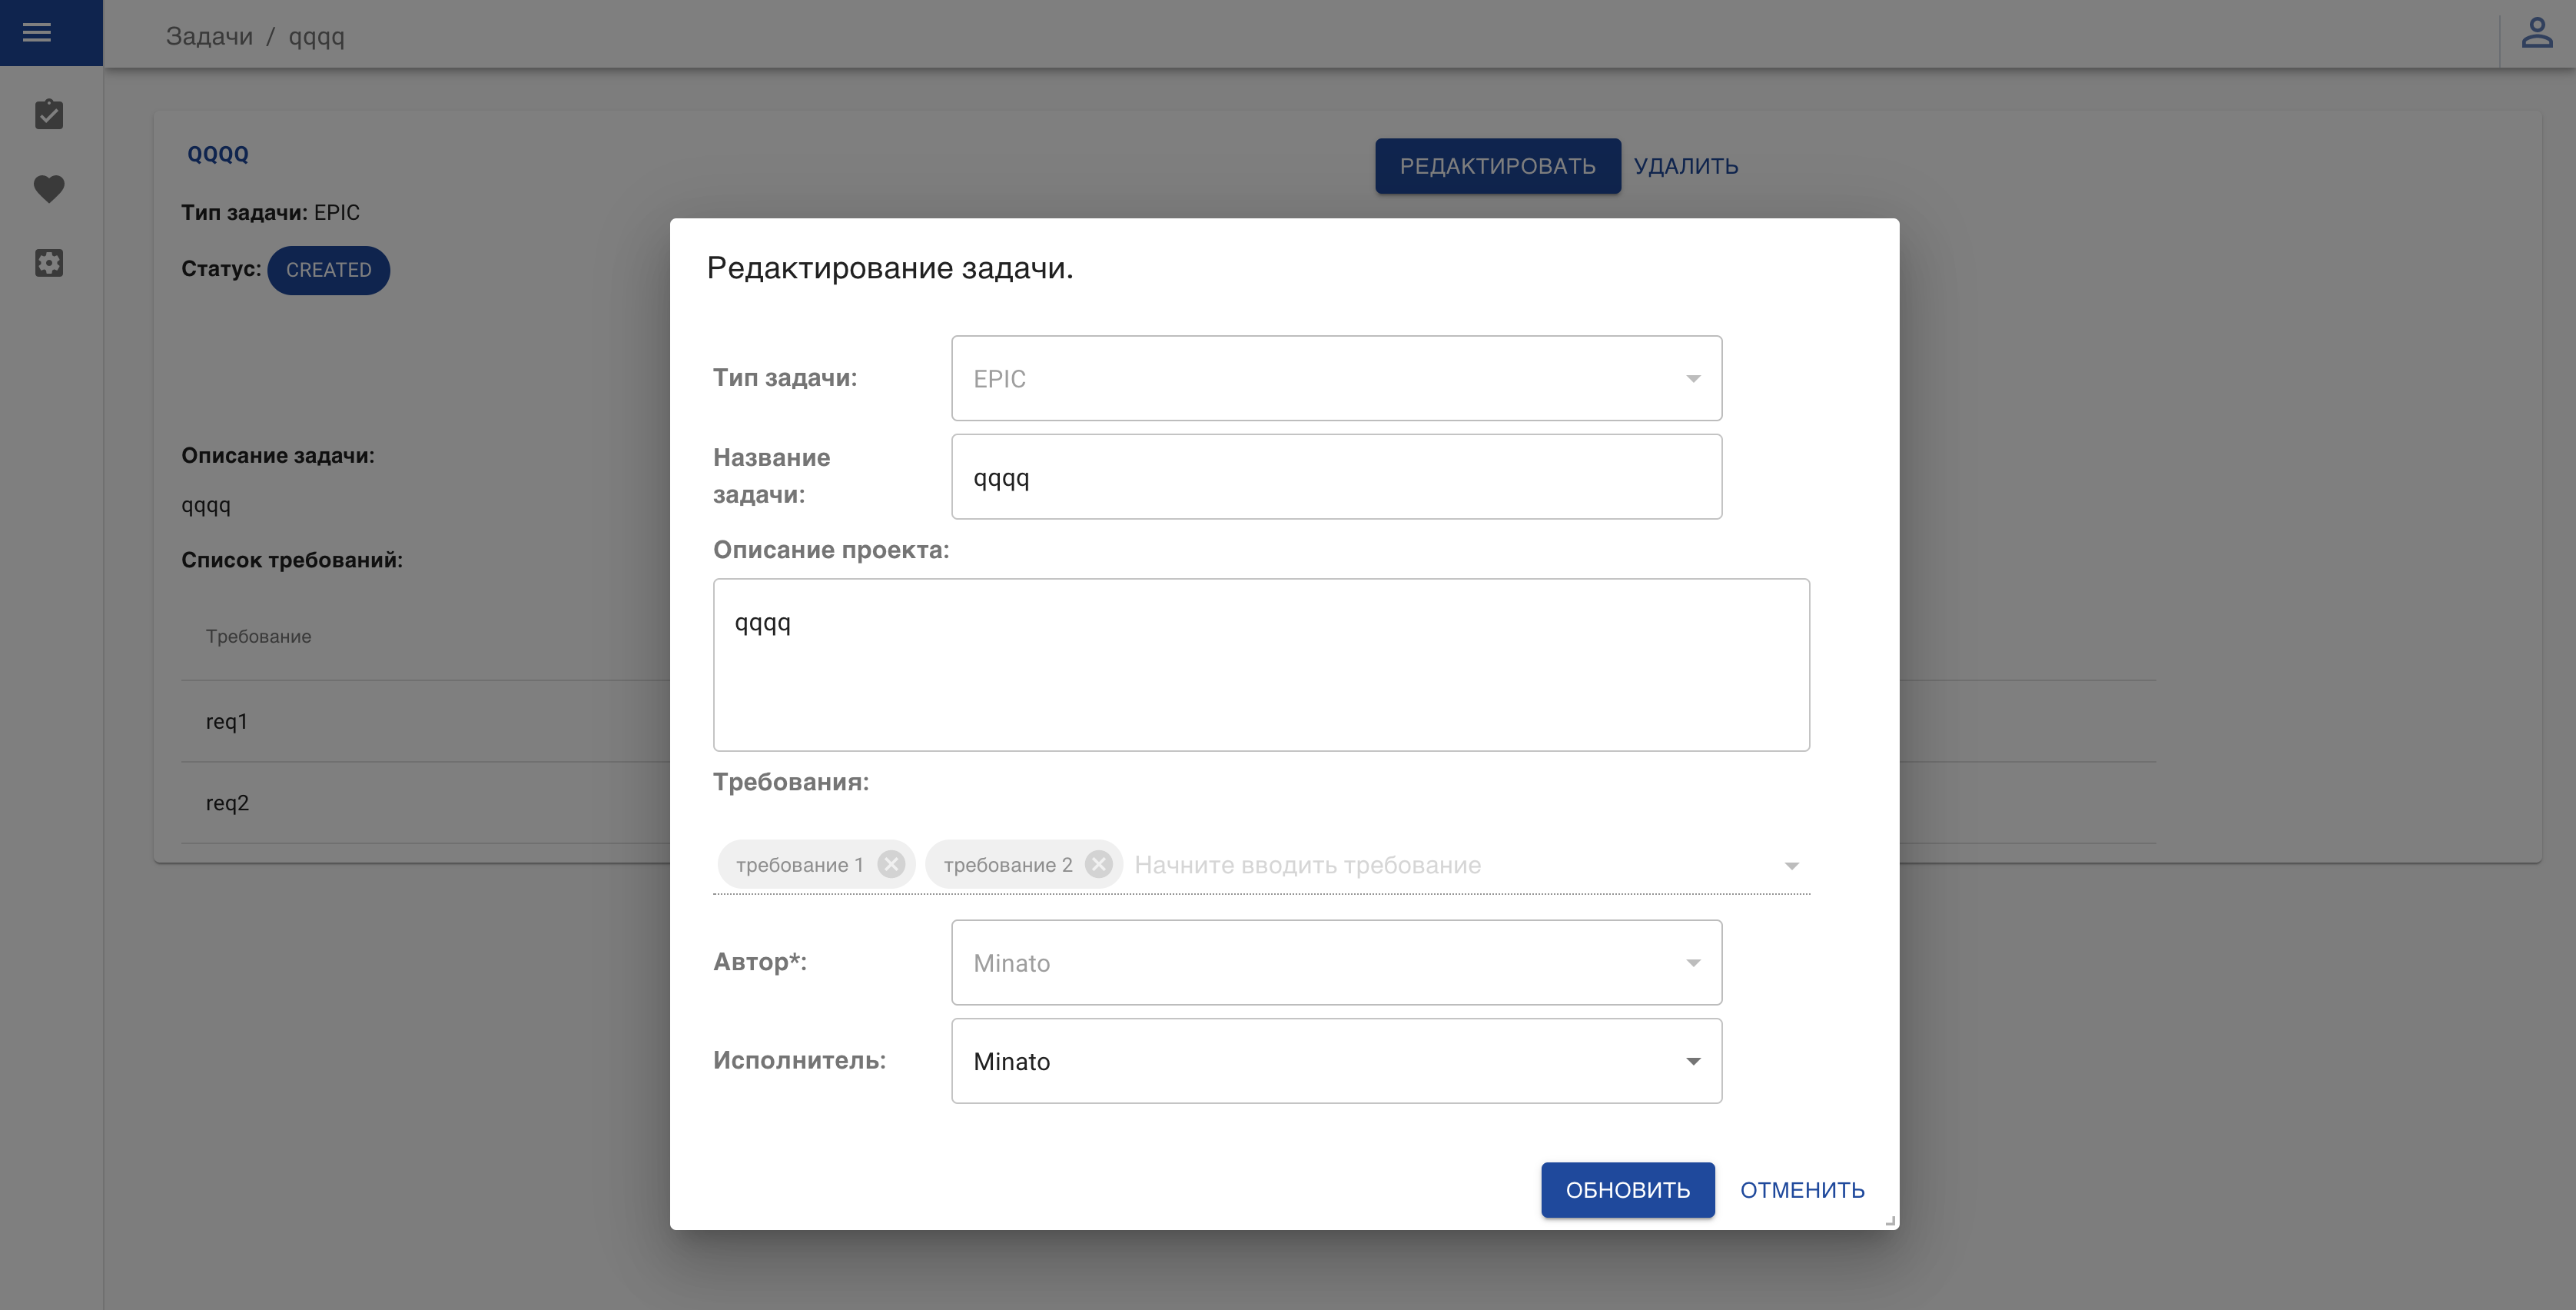 Задачи / qqqq
QQQQ
РЕДАКТИРОВАТЬ УДАЛИТЬ
Тип задачи: EPIC
Статус: CREATED
Описание задачи:
qqqq
Список требований:
Требование
req1
req2
Редактирование задачи.
Тип задачи: EPIC
Название
задачи:
qqqq
Описание проекта:
qqqq
Требования:
требование 1 требование 2 Начните вводить требование
Автор*: Minato
Исполнитель: Minato
ОБНОВИТЬ ОТМЕНИТЬ